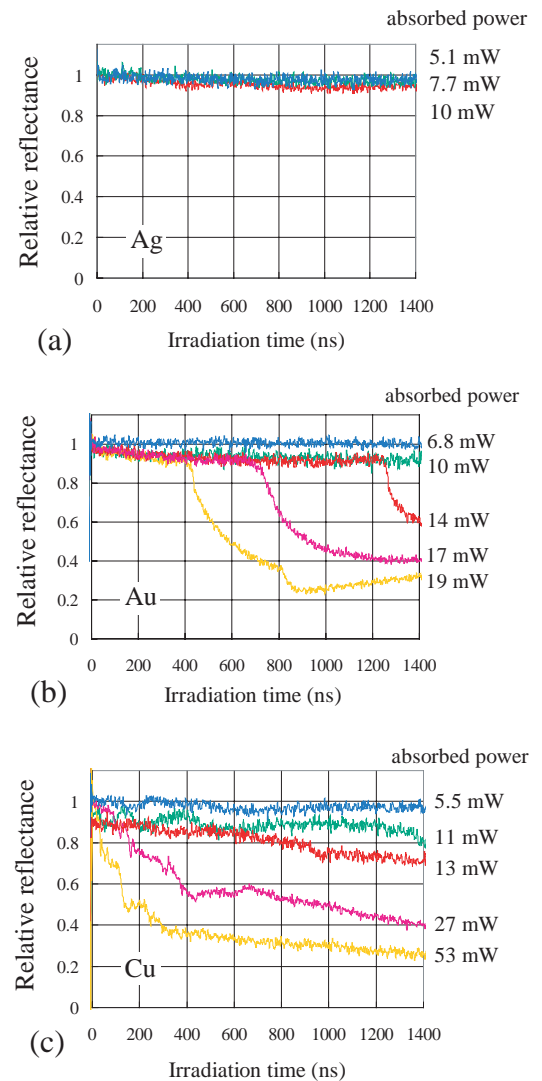 absorbed power
5.1 mW
7.7 mW
10 mW
Relative reflectance
1
0.8
0.6
0.4
0.2
0
Ag
0 200 400 600 800 1000 1200 1400
(a)
Irradiation time (ns)
absorbed power
6.8 mW
10 mW
14 mW
17 mW
19 mW
Relative reflectance
1
0.8
0.6
0.4
0.2
0
Au
0 200 400 600 800 1000 1200 1400
(b)
Irradiation time (ns)
absorbed power
5.5 mW
11 mW
13 mW
27 mW
53 mW
Relative reflectance
1
0.8
0.6
0.4
0.2
0
Cu
0 200 400 600 800 1000 1200 1400
(c)
Irradiation time (ns)